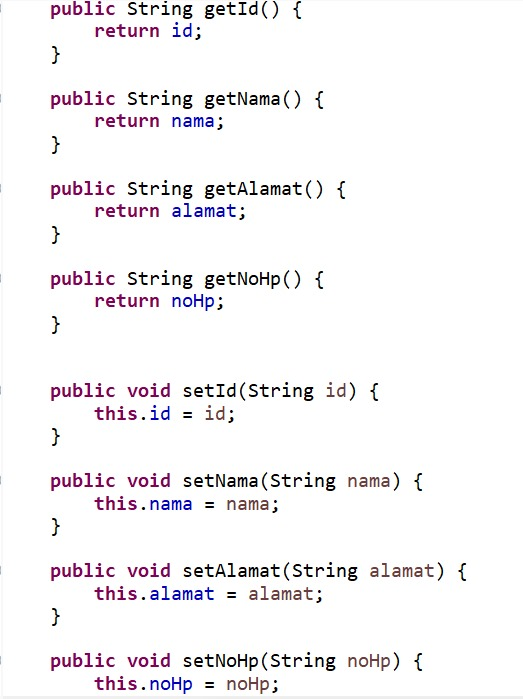 public String getId() {
return id;
}
public String getNama() {
return nama;
}
public String getAlamat() {
return alamat;
}
public String getNoHp() {
return noHp;
}
public void setId(String id) {
this.id = id;
}
public void setNama(String nama) {
this.nama = nama;
}
public void setAlamat(String alamat) {
this.alamat = alamat;
}
public void setNoHp(String noHp) {
this.noHp = noHp;